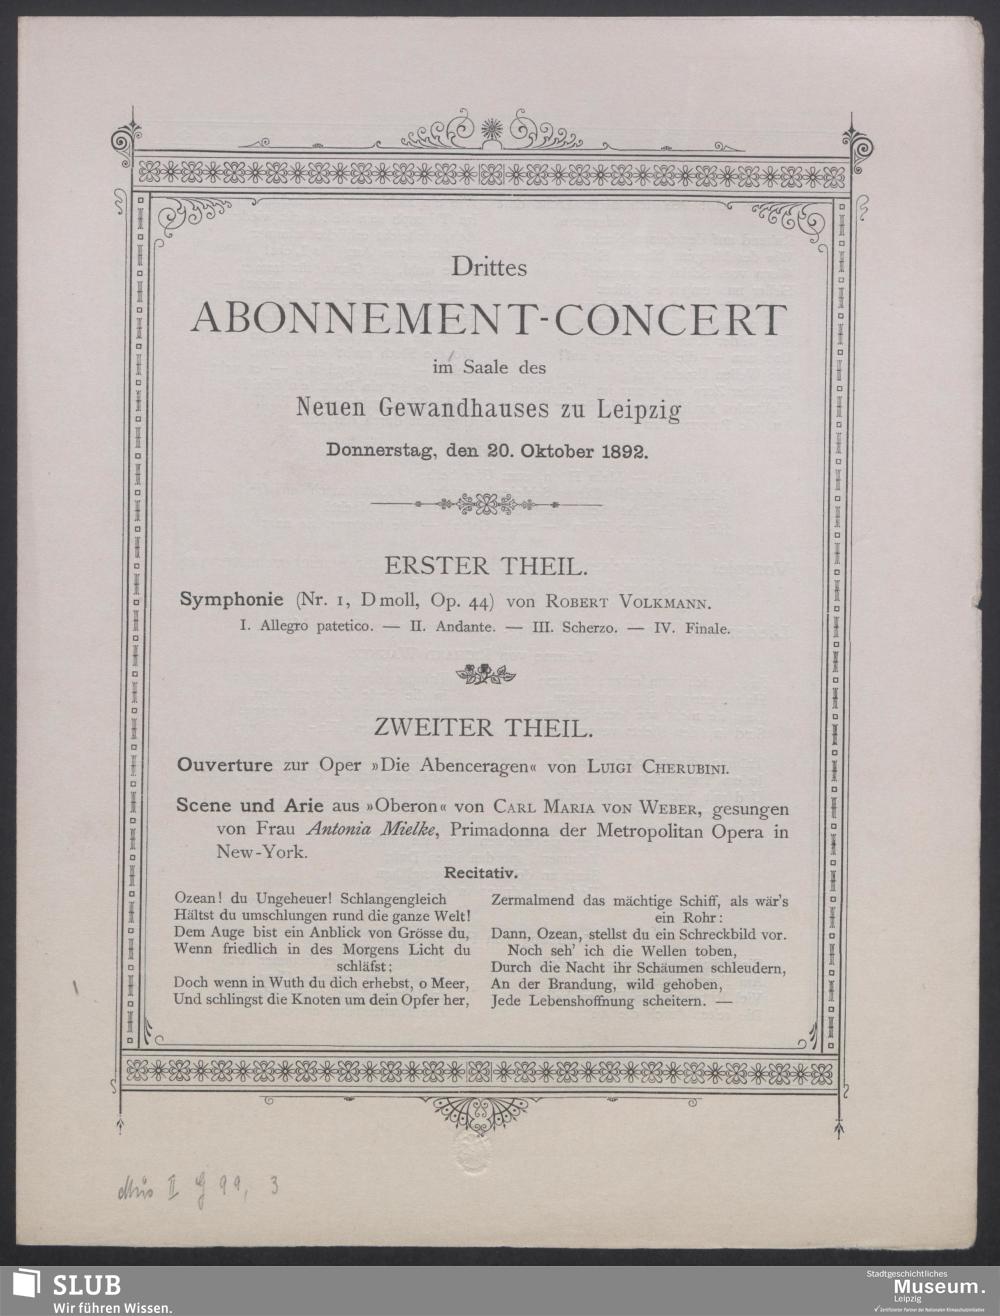 Drittes
ABONNEMENT-CONCERT
im Saale des
Neuen Gewandhauses zu Leipzig
Donnerstag, den 20. Oktober 1892.
ERSTER THEIL.
Symphonie (Nr. 1, D moll, Op. 44) von ROBERT VOLKMANN.
I. Allegro patetico. — II. Andante. — III. Scherzo. — IV. Finale.
ZWEITER THEIL.
Ouverture zur Oper »Die Abenceragen« von LUIGI CHERUBINI.
Scene und Arie aus »Oberon« von CARL MARIA VON WEBER, gesungen
von Frau Antonia Mielke, Primadonna der Metropolitan Opera in
New-York.
Recitativ.
Ozean! du Ungeheuer! Schlangengleich
Hältst du umschlungen rund die ganze Welt!
Dem Auge bist ein Anblick von Grösse du,
Wenn friedlich in des Morgens Licht du
schläfst;
Doch wenn in Wuth du dich erhebst, o Meer,
Und schlingst die Knoten um dein Opfer her,
Zermalmend das mächtige Schiff, als wär's
ein Rohr:
Dann, Ozean, stellst du ein Schreckbild vor.
Noch seh' ich die Wellen toben,
Durch die Nacht ihr Schäumen schleudern,
An der Brandung, wild gehoben,
Jede Lebenshoffnung scheitern. —
II 99, 3
SLUB
Wir führen Wissen.
Stadtgeschichtliches
Museum.
Leipzig
✓ Zertifizierter Partner der Nationalen Klimaschutzinitiative